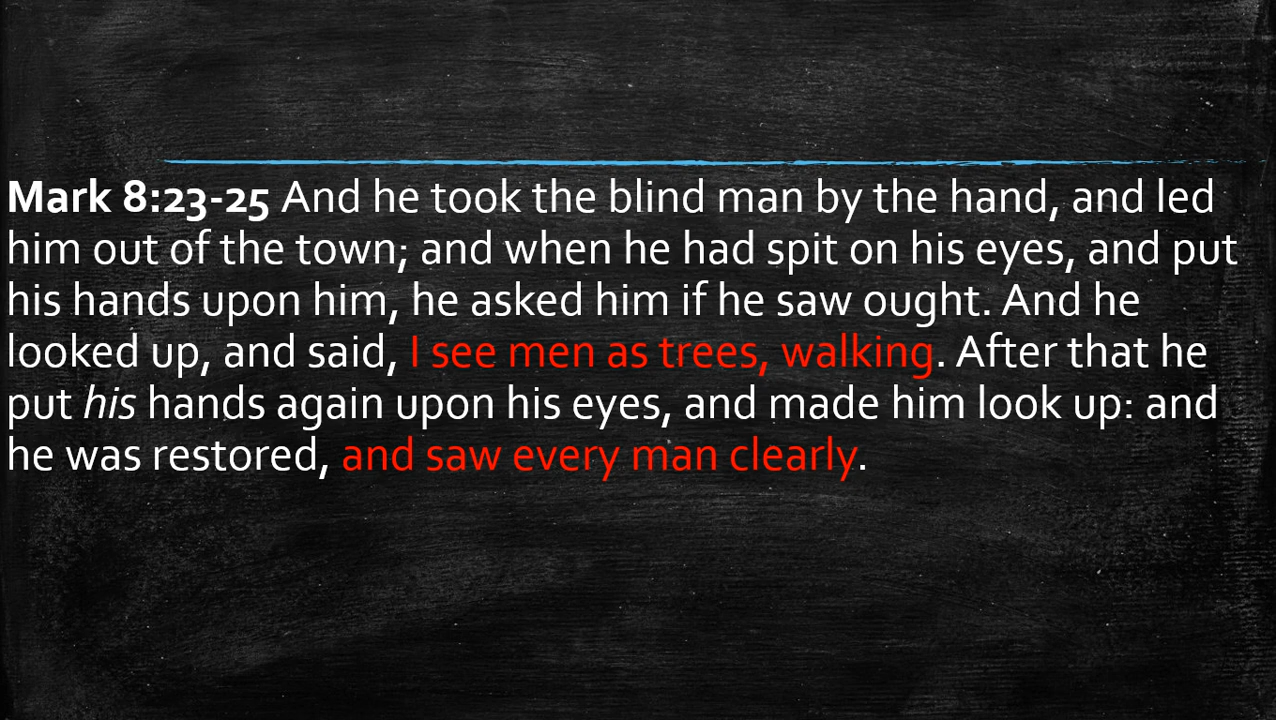 Mark 8:23-25 And he took the blind man by the hand, and led
him out of the town; and when he had spit on his eyes, and put
his hands upon him, he asked him if he saw ought. And he
looked up, and said, I see men as trees, walking. After that he
put his hands again upon his eyes, and made him look up: and
he was restored, and saw every man clearly.